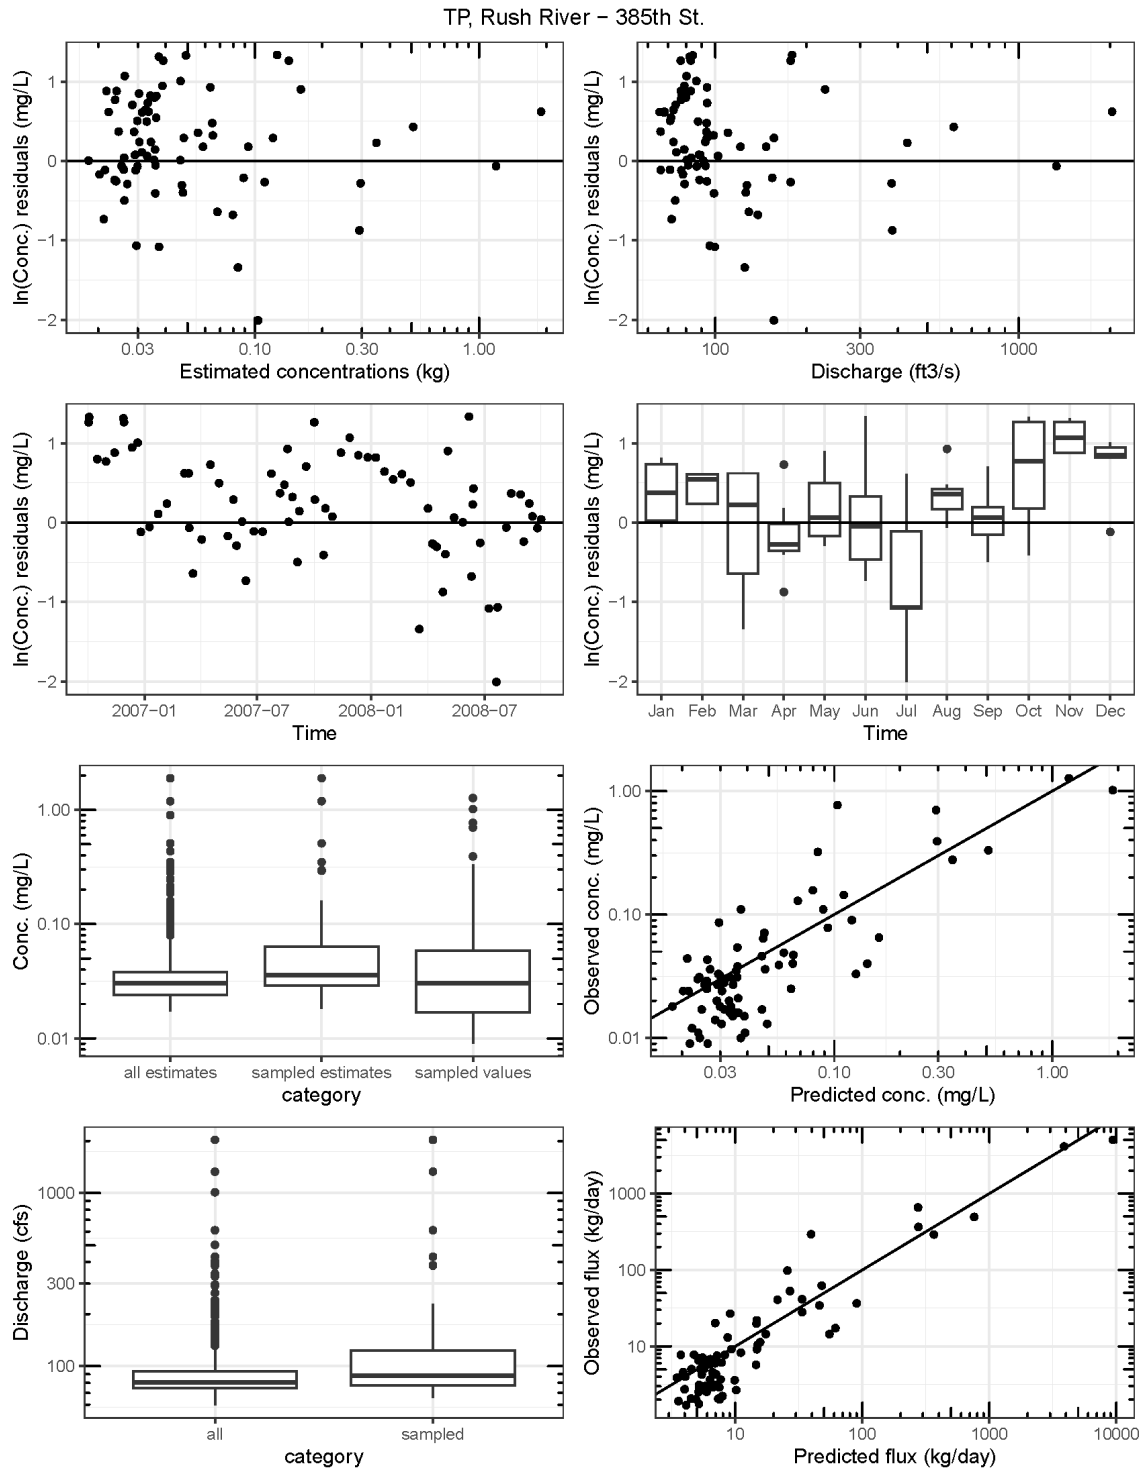 TP, Rush River − 385th St.
ln(Conc.) residuals (mg/L)
1
0
−1
−2
0.03 0.10 0.30 1.00
Estimated concentrations (kg)
ln(Conc.) residuals (mg/L)
1
0
−1
−2
100 300 1000
Discharge (ft3/s)
ln(Conc.) residuals (mg/L)
1
0
−1
−2
2007−01 2007−07 2008−01 2008−07
Time
ln(Conc.) residuals (mg/L)
1
0
−1
−2
Jan Feb Mar Apr May Jun Jul Aug Sep Oct Nov Dec
Time
Conc. (mg/L)
1.00
0.10
0.01
all estimates sampled estimates sampled values
category
Observed conc. (mg/L)
1.00
0.10
0.01
0.03 0.10 0.30 1.00
Predicted conc. (mg/L)
Discharge (cfs)
1000
300
100
all sampled
category
Observed flux (kg/day)
1000
100
10
10 100 1000 10000
Predicted flux (kg/day)